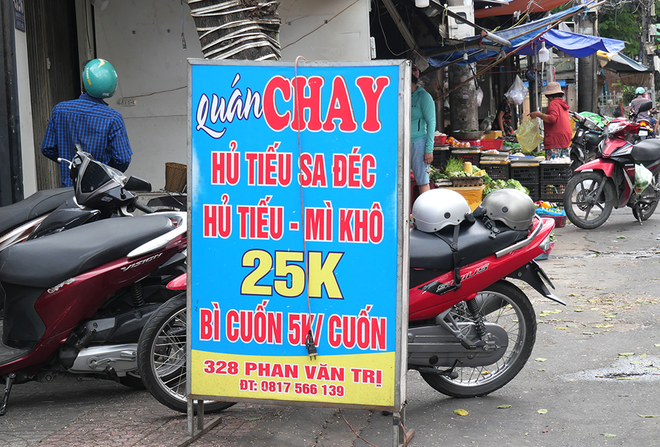 quán CHAY
HỦ TIẾU SA ĐÉC
HỦ TIẾU - MÌ KHÔ
25K
BÌ CUỐN 5K/ CUỐN
328 PHAN VĂN TRỊ
ĐT: 0817 566 139